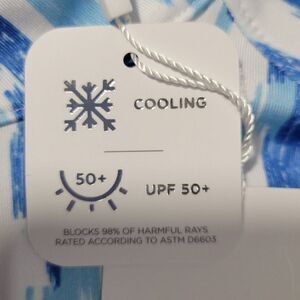 COOLING
50+
UPF 50+
BLOCKS 98% OF HARMFUL RAYS
RATED ACCORDING TO ASTM D6603